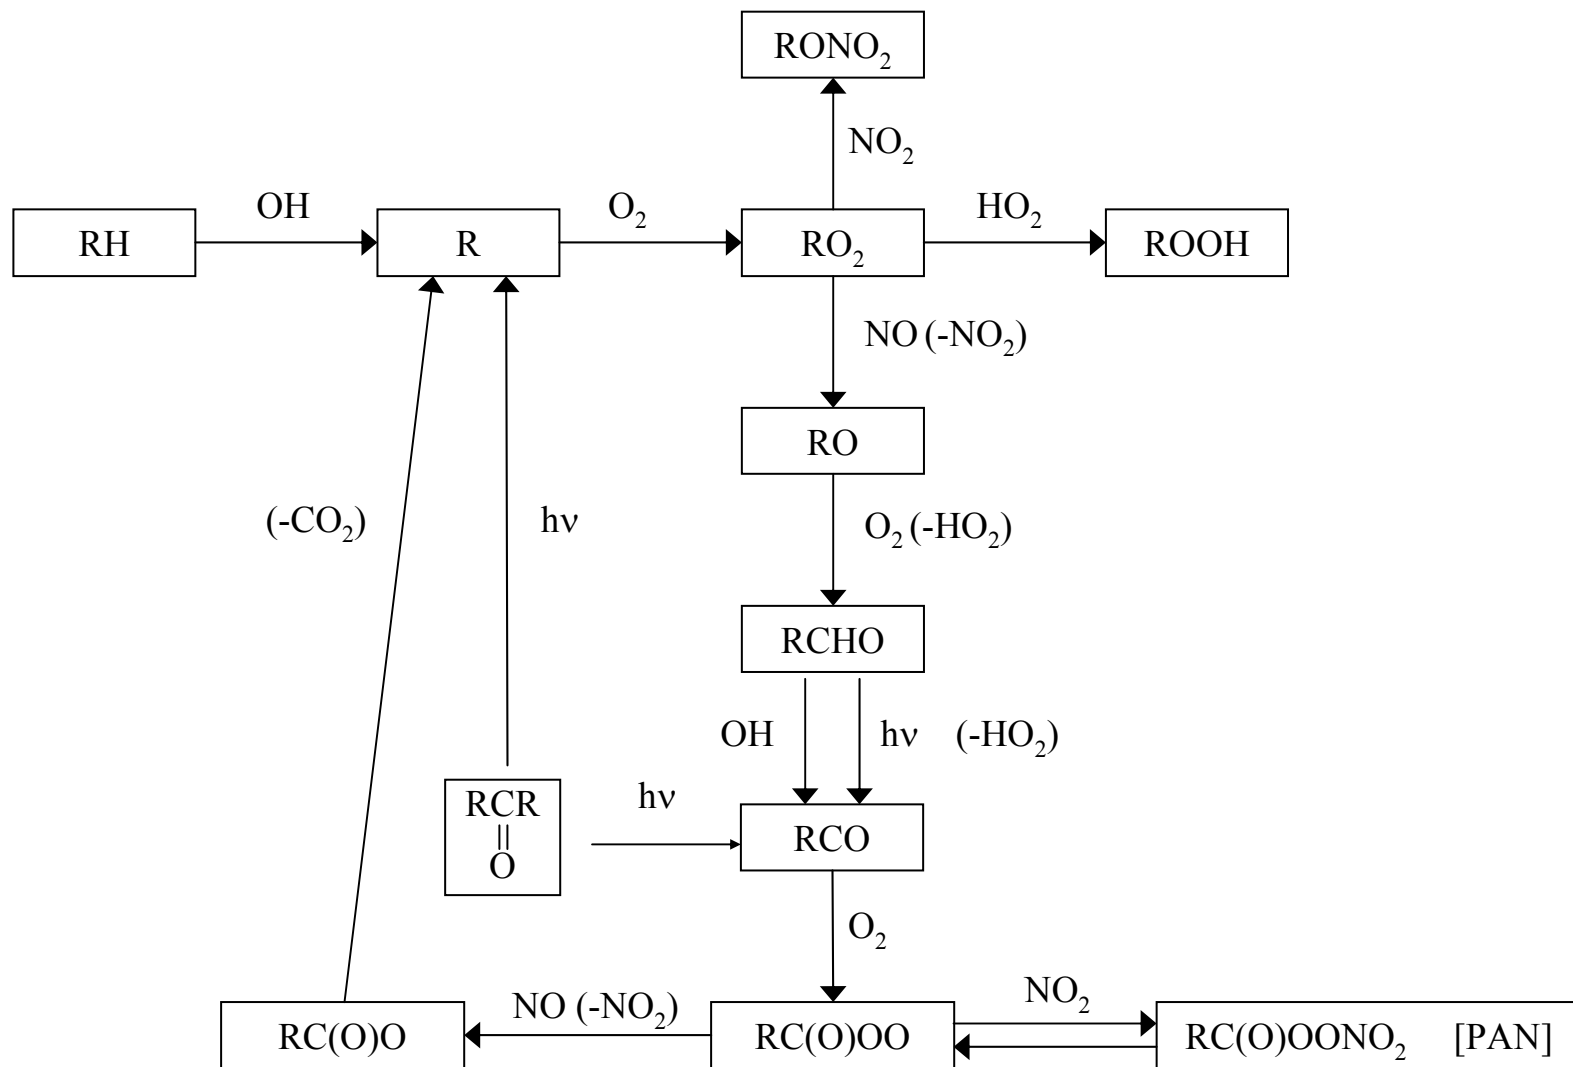 RONO₂
NO₂
OH
O₂
HO₂
RH
R
RO₂
ROOH
NO (-NO₂)
RO
(-CO₂)
hν
O₂ (-HO₂)
RCHO
OH
hν
(-HO₂)
RCR
O
hν
RCO
O₂
NO (-NO₂)
NO₂
RC(O)O
RC(O)OO
RC(O)OONO₂ [PAN]